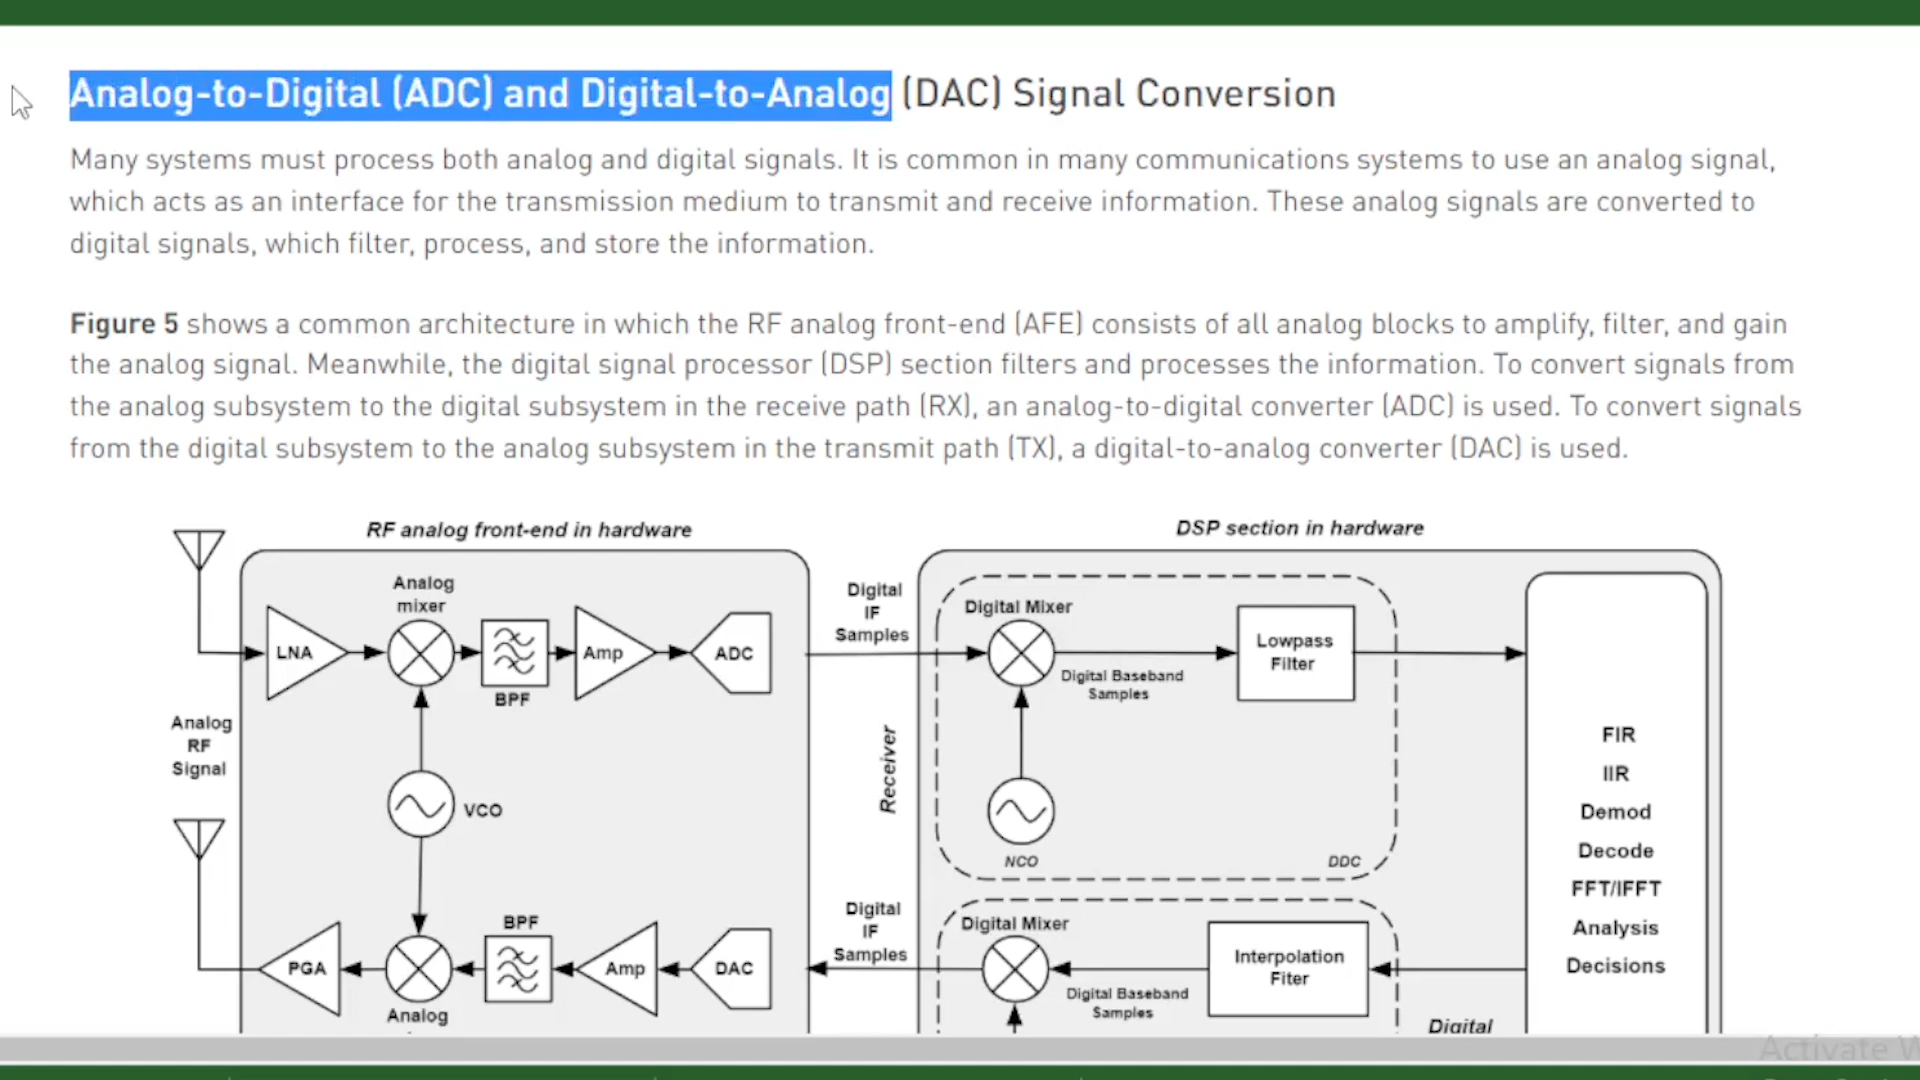 Analog-to-Digital (ADC) and Digital-to-Analog (DAC) Signal Conversion
Many systems must process both analog and digital signals. It is common in many communications systems to use an analog signal,
which acts as an interface for the transmission medium to transmit and receive information. These analog signals are converted to
digital signals, which filter, process, and store the information.
Figure 5 shows a common architecture in which the RF analog front-end (AFE) consists of all analog blocks to amplify, filter, and gain
the analog signal. Meanwhile, the digital signal processor (DSP) section filters and processes the information. To convert signals from
the analog subsystem to the digital subsystem in the receive path (RX), an analog-to-digital converter (ADC) is used. To convert signals
from the digital subsystem to the analog subsystem in the transmit path (TX), a digital-to-analog converter (DAC) is used.
RF analog front-end in hardware
Analog
mixer
LNA
BPF
Amp
ADC
Analog
RF
Signal
VCO
BPF
PGA
Amp
DAC
Analog
Digital
IF
Samples
Receiver
Digital
IF
Samples
DSP section in hardware
Digital Mixer
Digital Baseband
Samples
Lowpass
Filter
NCO
DDC
Digital Mixer
Digital Baseband
Samples
Interpolation
Fiter
Digital
FIR
IIR
Demod
Decode
FFT/IFFT
Analysis
Decisions
Activate W